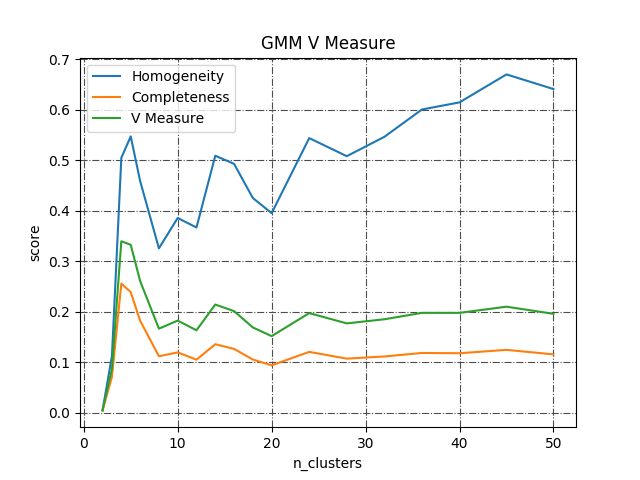 GMM V Measure
Homogeneity
Completeness
V Measure
score
0.7
0.6
0.5
0.4
0.3
0.2
0.1
0.0
0 10 20 30 40 50
n_clusters